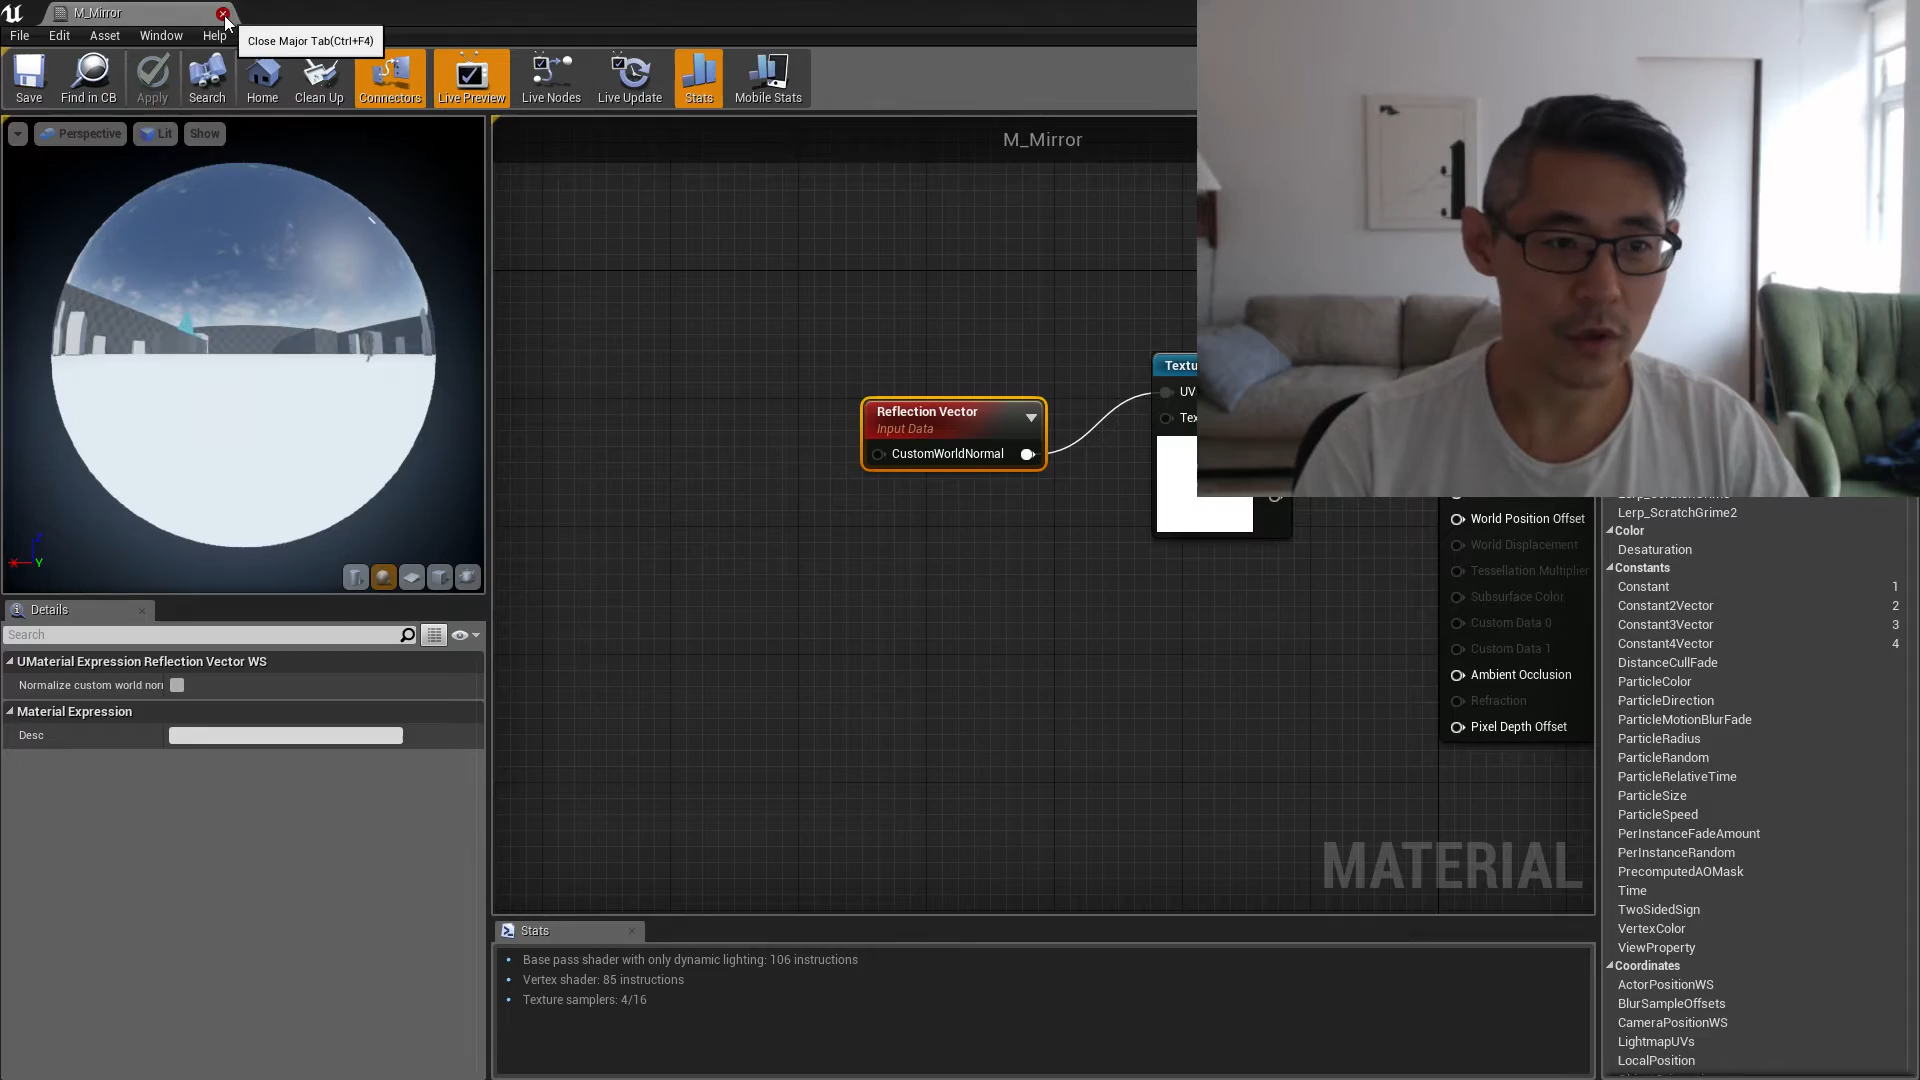 M_Mirror
File Edit Asset Window Help
Close Major Tab(Ctrl+F4)
Save Find in CB Apply Search Home Clean Up Connectors Live Preview Live Nodes Live Update Stats Mobile Stats
Perspective Lit Show
M_Mirror
Textu
UV
Tex
Reflection Vector
Input Data
CustomWorldNormal
World Position Offset
World Displacement
Tessellation Multiplier
Subsurface Color
Custom Data 0
Custom Data 1
Ambient Occlusion
Refraction
Pixel Depth Offset
MATERIAL
X Z Y
Details
Search
UMaterial Expression Reflection Vector WS
Normalize custom world nor
Material Expression
Desc
Stats
Base pass shader with only dynamic lighting: 106 instructions
Vertex shader: 85 instructions
Texture samplers: 4/16
Lerp_ScratchGrime2
Color
Desaturation
Constants
Constant 1
Constant2Vector 2
Constant3Vector 3
Constant4Vector 4
DistanceCullFade
ParticleColor
ParticleDirection
ParticleMotionBlurFade
ParticleRadius
ParticleRandom
ParticleRelativeTime
ParticleSize
ParticleSpeed
PerInstanceFadeAmount
PerInstanceRandom
PrecomputedAOMask
Time
TwoSidedSign
VertexColor
ViewProperty
Coordinates
ActorPositionWS
BlurSampleOffsets
CameraPositionWS
LightmapUVs
LocalPosition